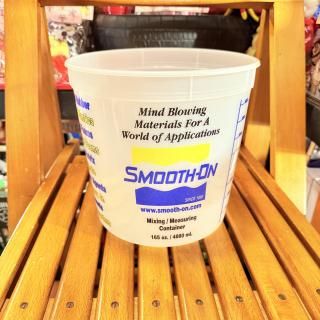 Mind Blowing
Materials For A
World of Applications
SMOOTH-ON
www.smooth-on.com
Mixing / Measuring
Container
165 oz. / 4880 mL